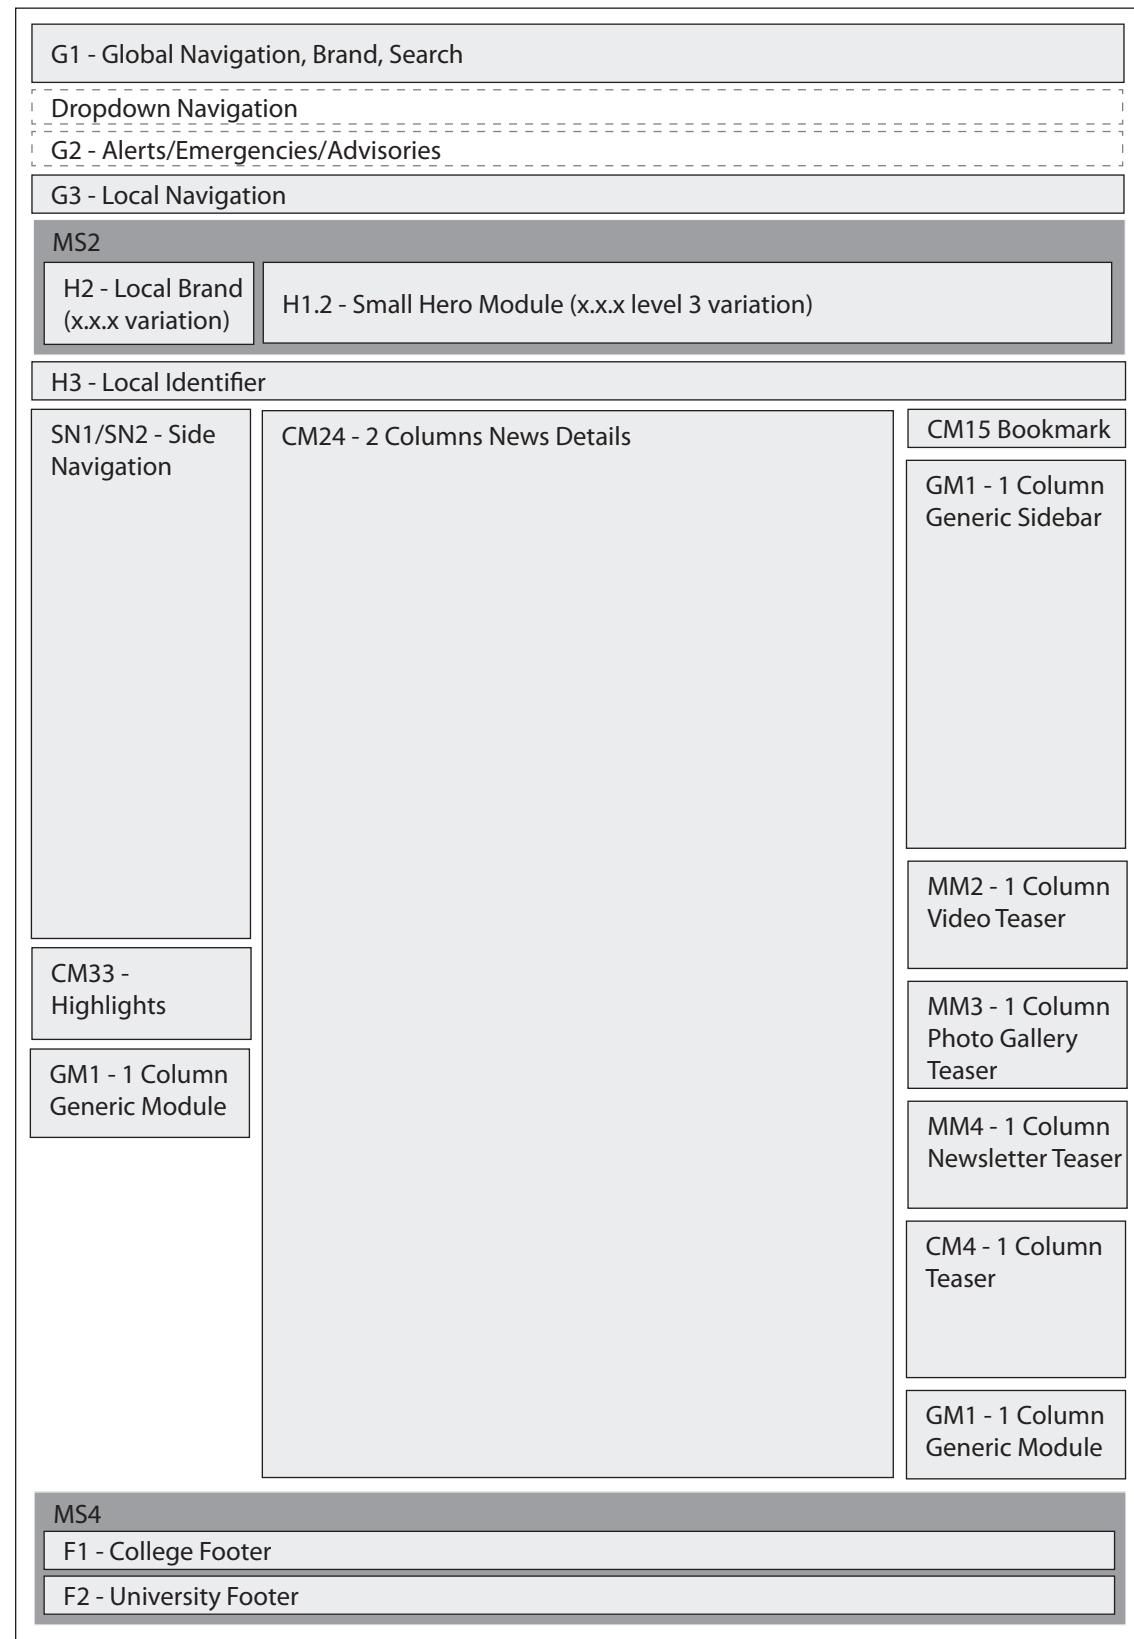 G1 - Global Navigation, Brand, Search
Dropdown Navigation
G2 - Alerts/Emergencies/Advisories
G3 - Local Navigation
MS2
H2 - Local Brand
(x.x.x variation)
H1.2 - Small Hero Module (x.x.x level 3 variation)
H3 - Local Identifier
SN1/SN2 - Side
Navigation
CM33 -
Highlights
GM1 - 1 Column
Generic Module
CM24 - 2 Columns News Details
CM15 Bookmark
GM1 - 1 Column
Generic Sidebar
MM2 - 1 Column
Video Teaser
MM3 - 1 Column
Photo Gallery
Teaser
MM4 - 1 Column
Newsletter Teaser
CM4 - 1 Column
Teaser
GM1 - 1 Column
Generic Module
MS4
F1 - College Footer
F2 - University Footer